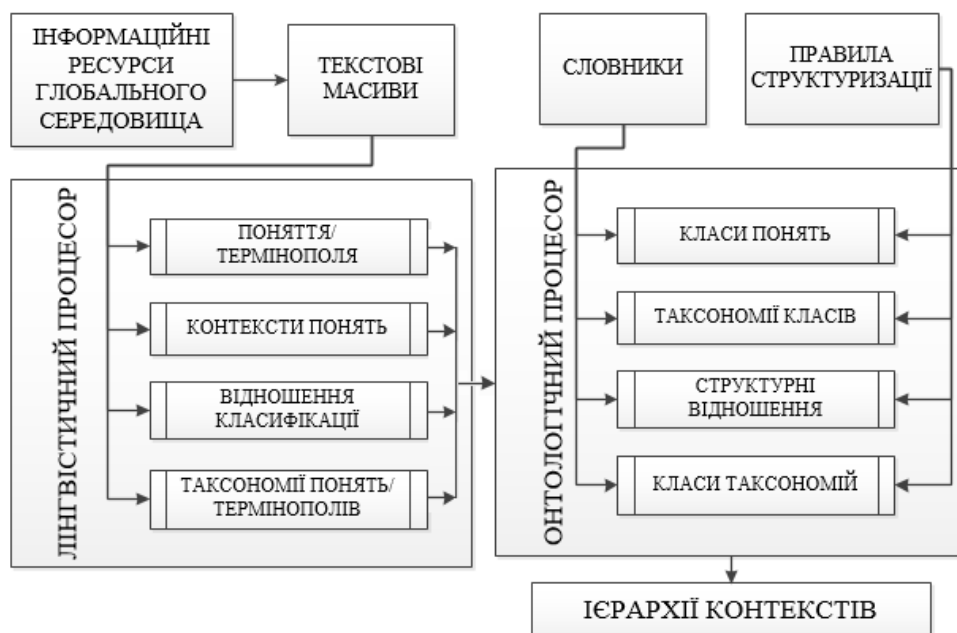 ІНФОРМАЦІЙНІ
РЕСУРСИ
ГЛОБАЛЬНОГО
СЕРЕДОВИЩА
ТЕКСТОВІ
МАСИВИ
СЛОВНИКИ
ПРАВИЛА
СТРУКТУРИЗАЦІЇ
ЛІНГВІСТИЧНИЙ ПРОЦЕСОР
ПОНЯТТЯ/
ТЕРМІНОПОЛЯ
КОНТЕКСТИ ПОНЯТЬ
ВІДНОШЕННЯ
КЛАСИФІКАЦІЇ
ТАКСОНОМІЇ ПОНЯТЬ/
ТЕРМІНОПОЛІВ
ОНТОЛОГІЧНИЙ ПРОЦЕСОР
КЛАСИ ПОНЯТЬ
ТАКСОНОМІЇ КЛАСІВ
СТРУКТУРНІ
ВІДНОШЕННЯ
КЛАСИ ТАКСОНОМІЙ
ІЄРАРХІЇ КОНТЕКСТІВ